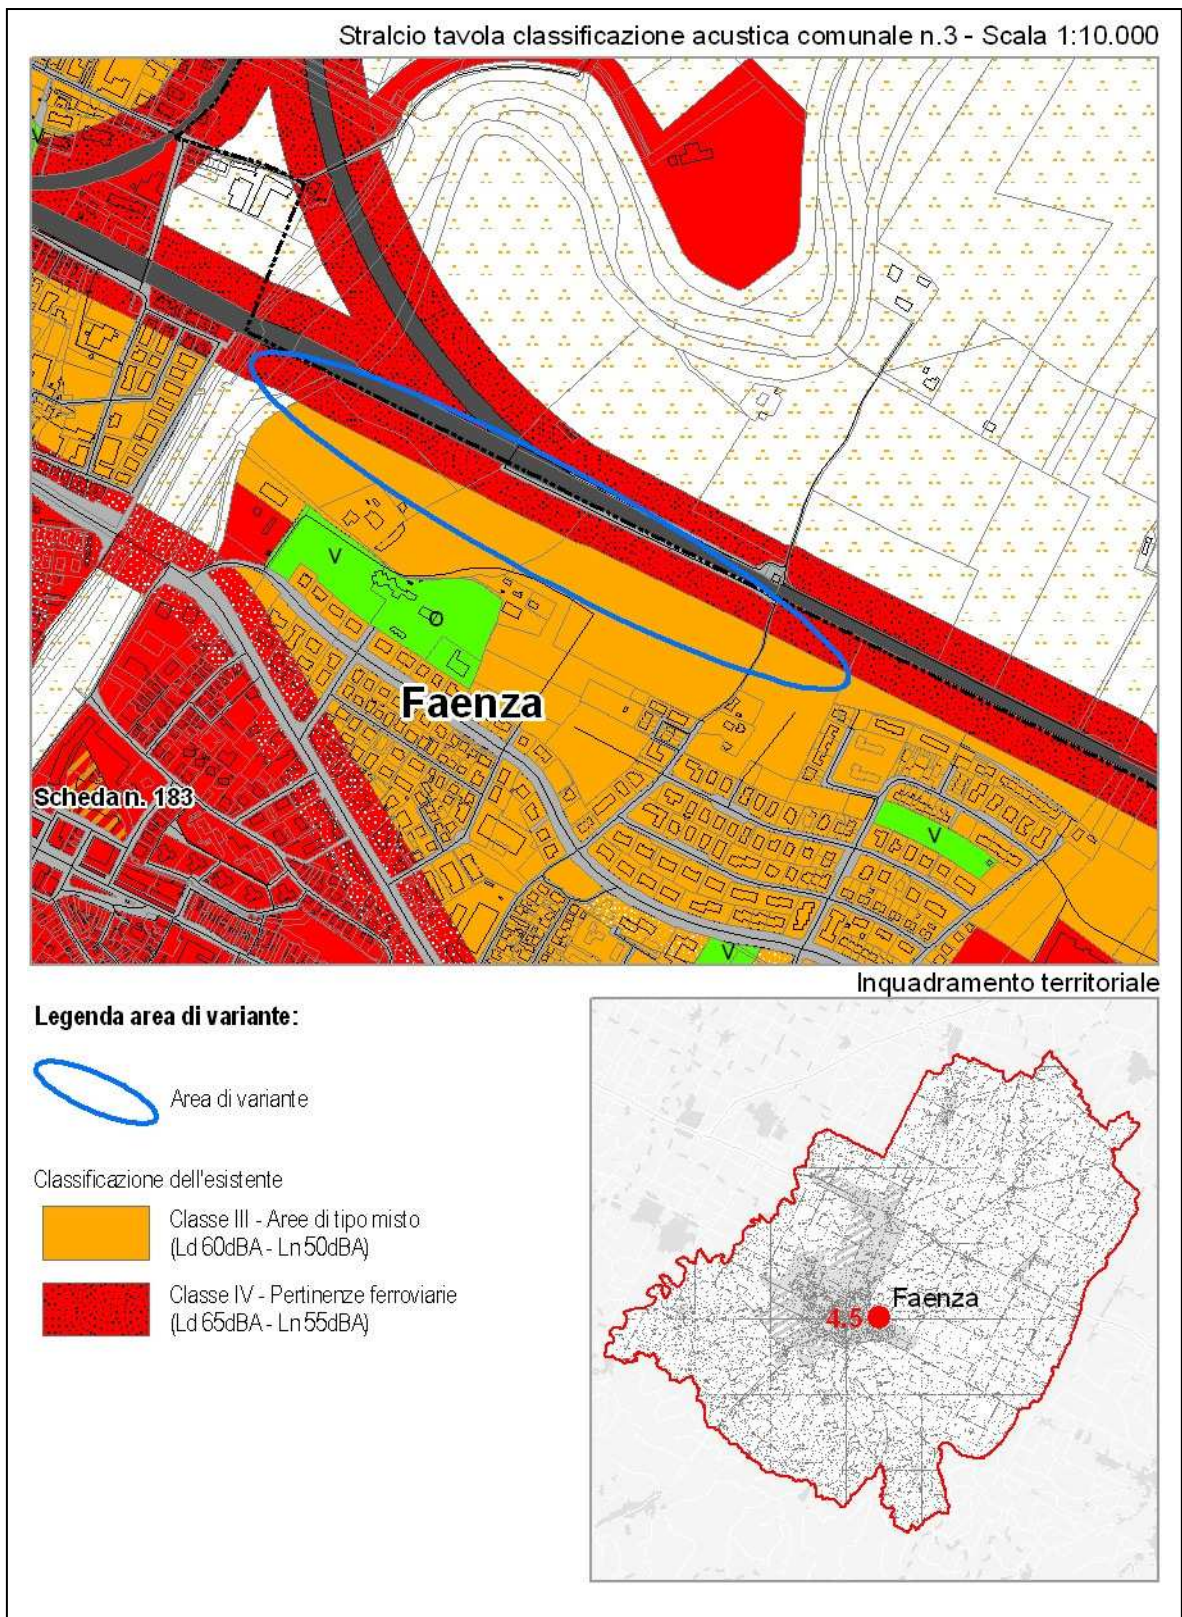 Stralcio tavola classificazione acustica comunale n.3 - Scala 1:10.000
V
V
O
Faenza
Scheda n. 183
V
V
Inquadramento territoriale
Legenda area di variante:
Area di variante
Classificazione dell'esistente
Classe III - Aree di tipo misto
(Ld 60dBA - Ln 50dBA)
Classe IV - Pertinenze ferroviarie
(Ld 65dBA - Ln 55dBA)
Faenza
4.5